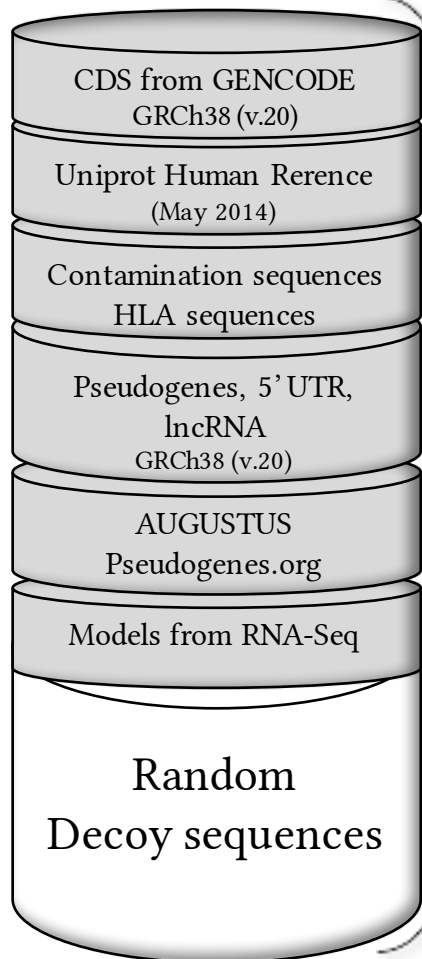 CDS from GENCODE
GRCh38 (v.20)
Uniprot Human Rerence
(May 2014)
Contamination sequences
HLA sequences
Pseudogenes, 5’ UTR,
lncRNA
GRCh38 (v.20)
AUGUSTUS
Pseudogenes.org
Models from RNA-Seq
Random
Decoy sequences